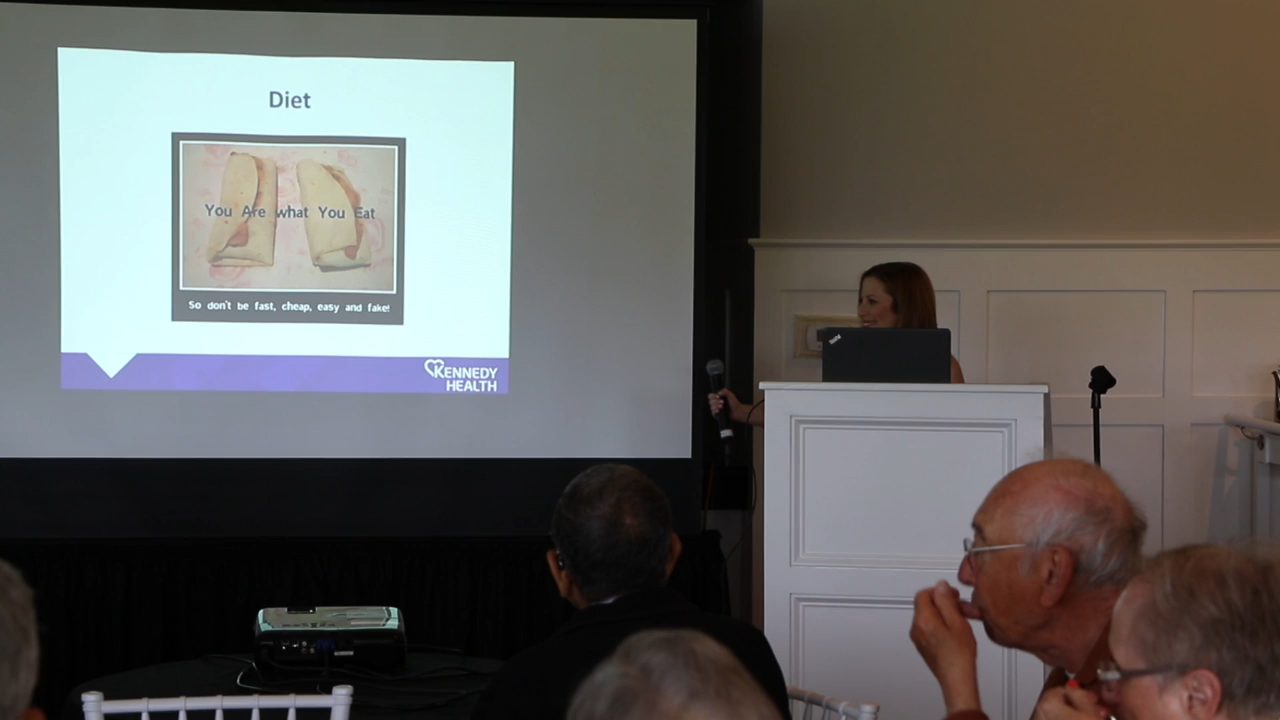 Diet
You Are what You Eat
So don't be fast, cheap, easy and fake!
KENNEDY
HEALTH